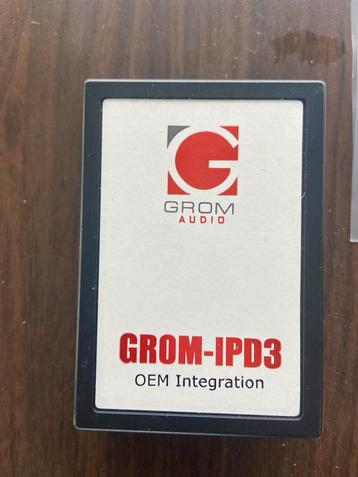 G
GROM
AUDIO
GROM-IPD3
OEM Integration